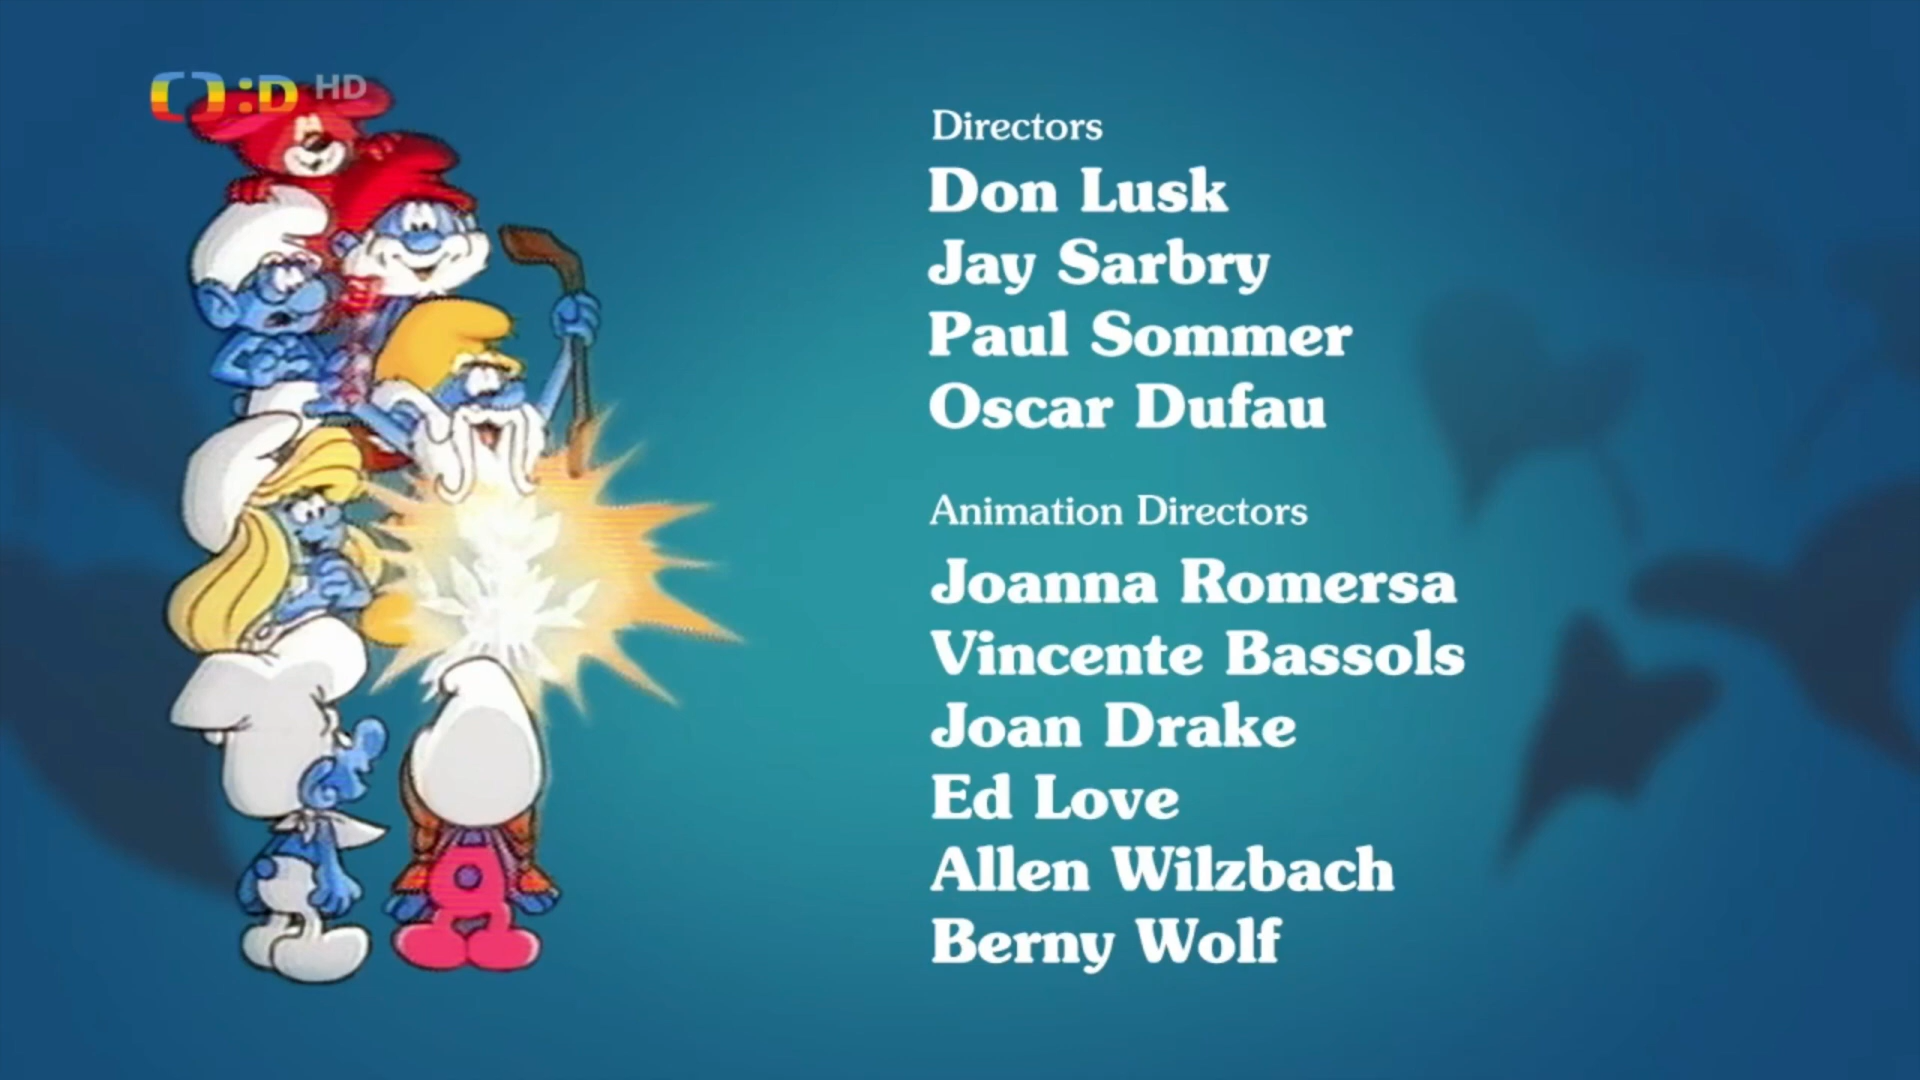 :D HD
Directors
Don Lusk
Jay Sarbry
Paul Sommer
Oscar Dufau
Animation Directors
Joanna Romersa
Vincente Bassols
Joan Drake
Ed Love
Allen Wilzbach
Berny Wolf